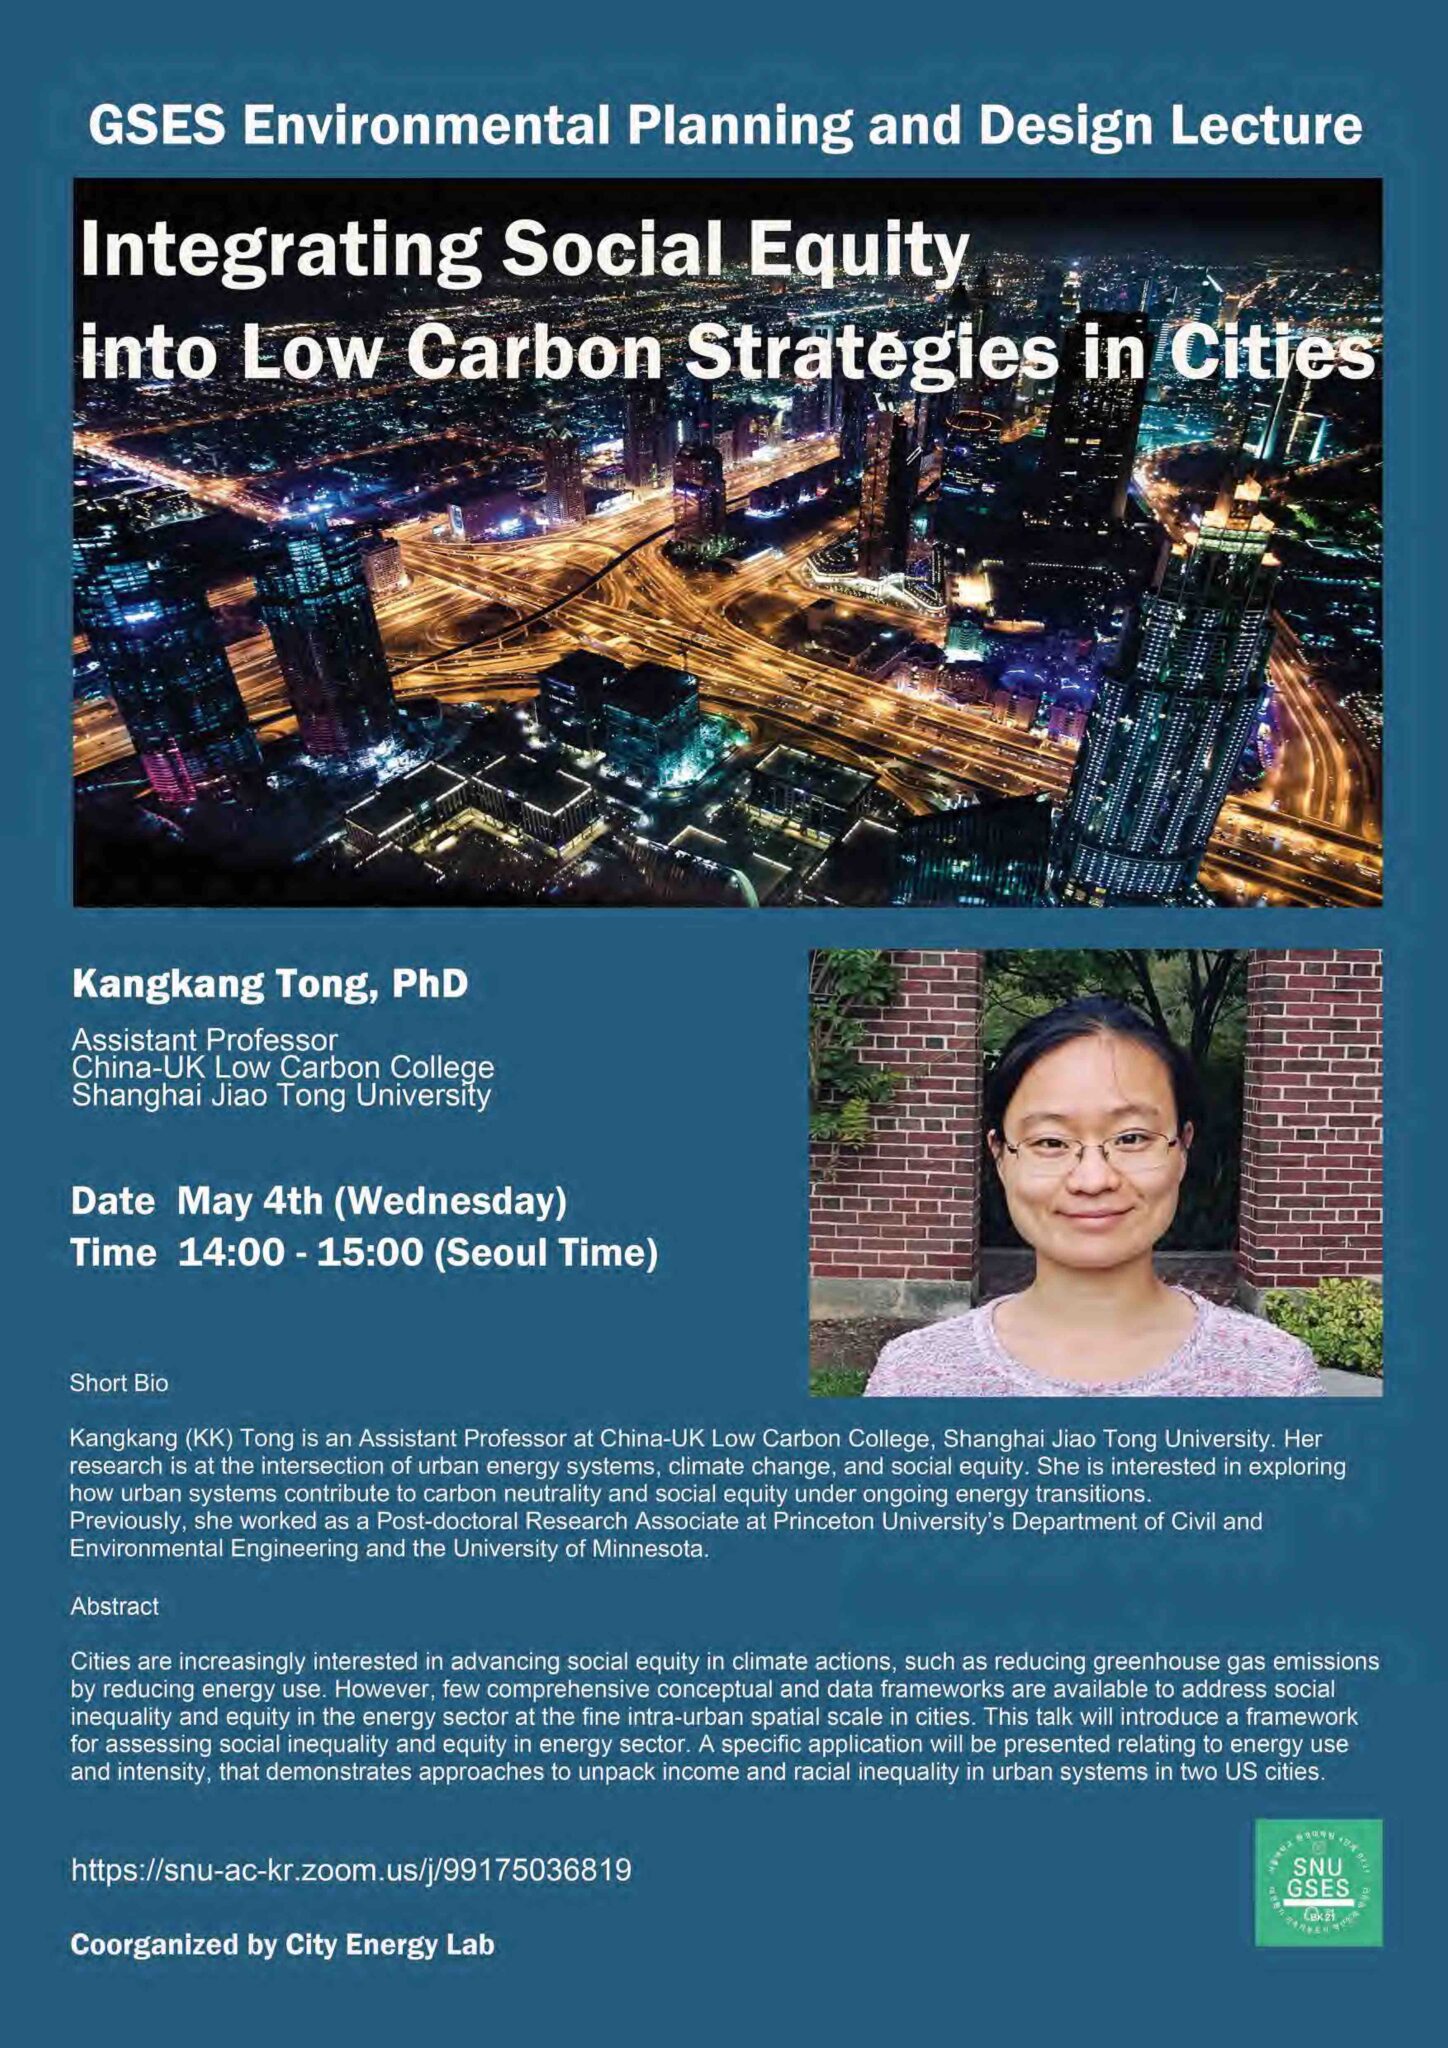 GSES Environmental Planning and Design Lecture
Integrating Social Equity
into Low Carbon Strategies in Cities
Kangkang Tong, PhD
Assistant Professor
China-UK Low Carbon College
Shanghai Jiao Tong University
Date May 4th (Wednesday)
Time 14:00 - 15:00 (Seoul Time)
Short Bio
Kangkang (KK) Tong is an Assistant Professor at China-UK Low Carbon College, Shanghai Jiao Tong University. Her
research is at the intersection of urban energy systems, climate change, and social equity. She is interested in exploring
how urban systems contribute to carbon neutrality and social equity under ongoing energy transitions.
Previously, she worked as a Post-doctoral Research Associate at Princeton University's Department of Civil and
Environmental Engineering and the University of Minnesota.
Abstract
Cities are increasingly interested in advancing social equity in climate actions, such as reducing greenhouse gas emissions
by reducing energy use. However, few comprehensive conceptual and data frameworks are available to address social
inequality and equity in the energy sector at the fine intra-urban spatial scale in cities. This talk will introduce a framework
for assessing social inequality and equity in energy sector. A specific application will be presented relating to energy use
and intensity, that demonstrates approaches to unpack income and racial inequality in urban systems in two US cities.
https://snu-ac-kr.zoom.us/j/99175036819
SNU
GSES
BK21
Coorganized by City Energy Lab